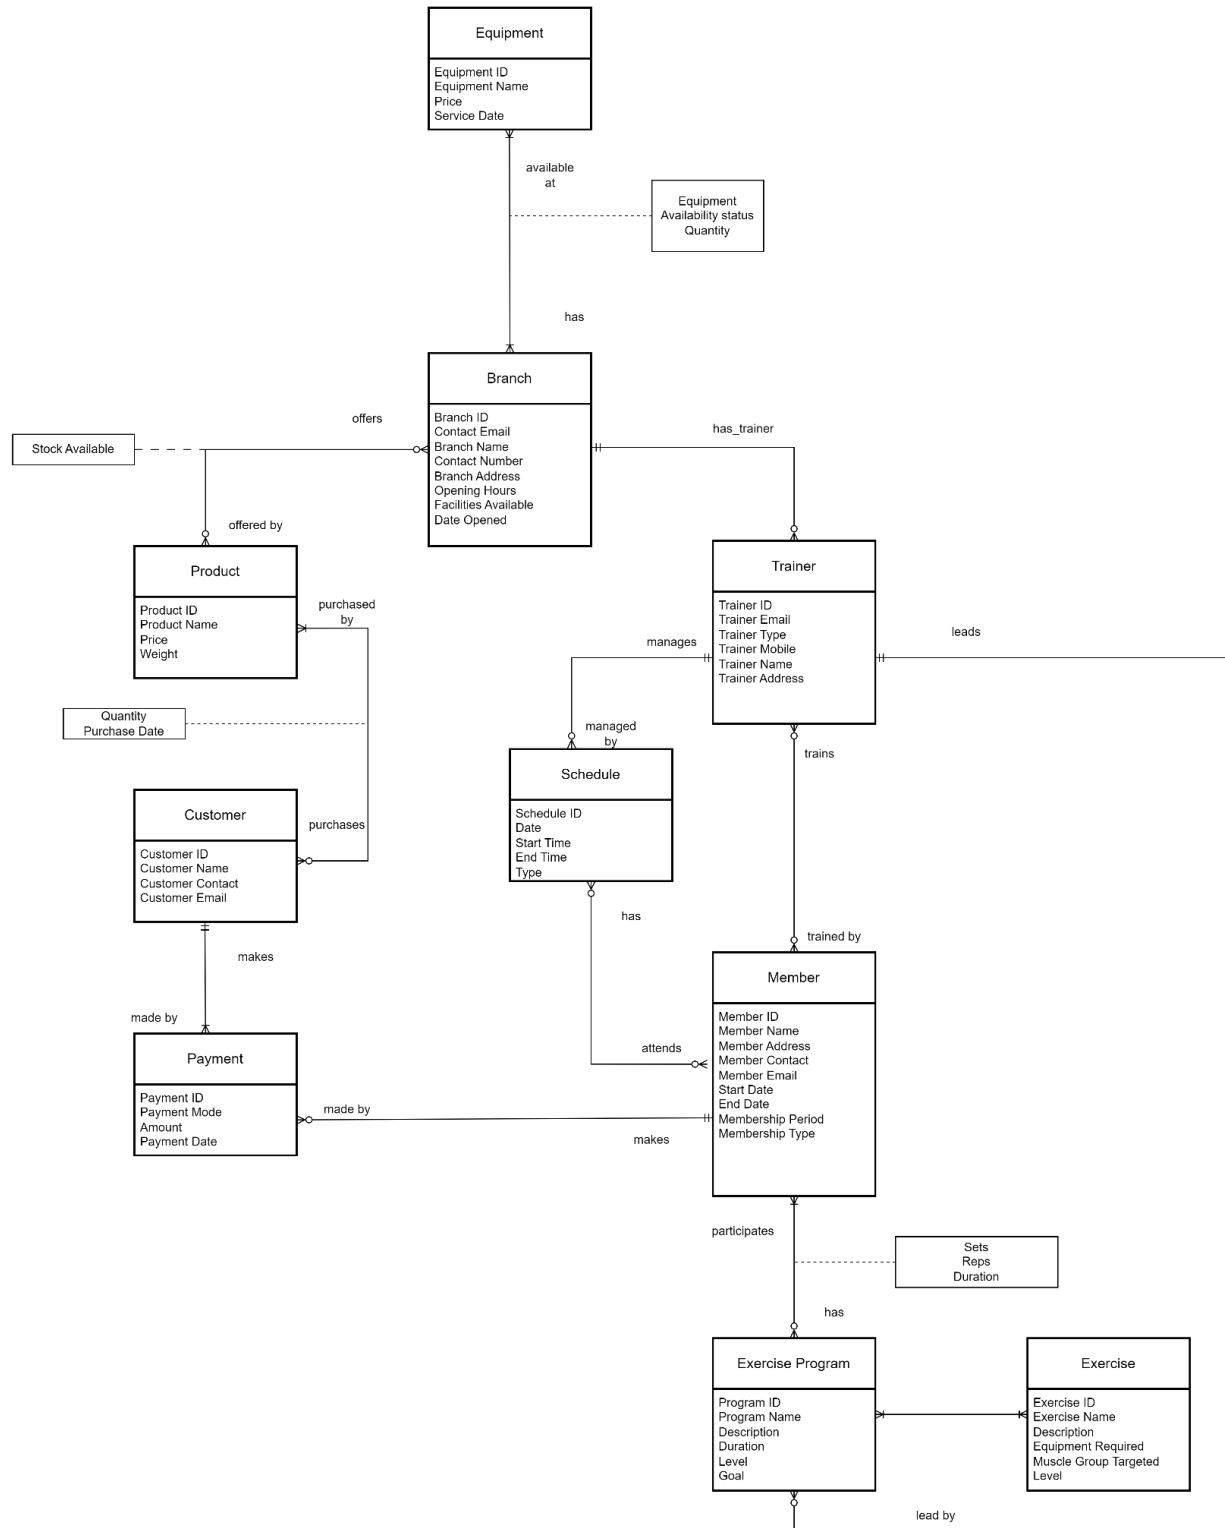 Equipment
Equipment ID
Equipment Name
Price
Service Date
available
at
Equipment
Availability status
Quantity
has
Branch
Branch ID
Contact Email
Branch Name
Contact Number
Branch Address
Opening Hours
Facilities Available
Date Opened
offers
Stock Available
offered by
has_trainer
Product
Product ID
Product Name
Price
Weight
purchased
by
Trainer
Trainer ID
Trainer Email
Trainer Type
Trainer Mobile
Trainer Name
Trainer Address
manages
leads
Quantity
Purchase Date
managed
by
trains
Schedule
Schedule ID
Date
Start Time
End Time
Type
Customer
Customer ID
Customer Name
Customer Contact
Customer Email
purchases
has
trained by
makes
made by
Member
Member ID
Member Name
Member Address
Member Contact
Member Email
Start Date
End Date
Membership Period
Membership Type
attends
Payment
Payment ID
Payment Mode
Amount
Payment Date
made by
makes
participates
Sets
Reps
Duration
has
Exercise Program
Program ID
Program Name
Description
Duration
Level
Goal
Exercise
Exercise ID
Exercise Name
Description
Equipment Required
Muscle Group Targeted
Level
lead by